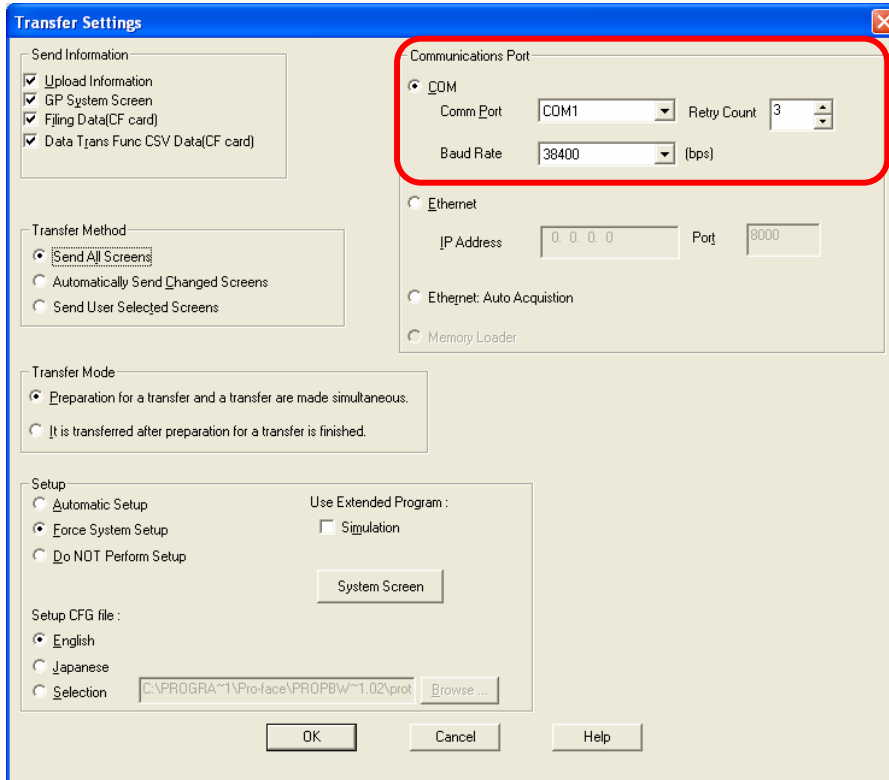 Transfer Settings
Send Information
Upload Information
GP System Screen
Filing Data(CF card)
Data Trans Func CSV Data(CF card)
Communications Port
COM
Comm Port COM1 Retry Count 3
Baud Rate 38400 (bps)
Ethernet
IP Address 0. 0. 0. 0 Port 8000
Ethernet: Auto Acquistion
Memory Loader
Transfer Method
Send All Screens
Automatically Send Changed Screens
Send User Selected Screens
Transfer Mode
Preparation for a transfer and a transfer are made simultaneous.
It is transferred after preparation for a transfer is finished.
Setup
Automatic Setup
Force System Setup
Do NOT Perform Setup
Use Extended Program :
Simulation
System Screen
Setup CFG file :
English
Japanese
Selection C:\PROGRA~1\Pro-face\PROPBW~1.02\prot Browse ...
OK Cancel Help